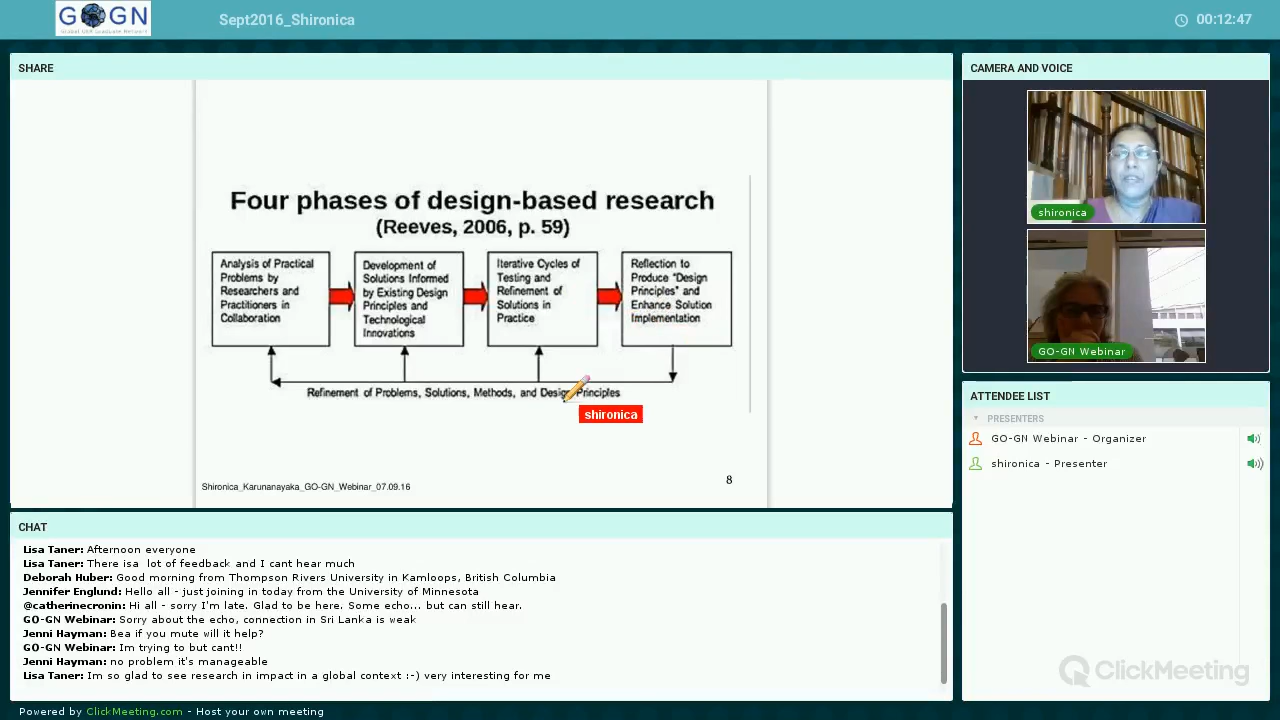 GOGN
Global OER Graduate Network
Sept2016_Shironica
00:12:47
SHARE
Four phases of design-based research
(Reeves, 2006, p. 59)
Analysis of Practical
Problems by
Researchers and
Practitioners in
Collaboration
Development of
Solutions Informed
by Existing Design
Principles and
Technological
Innovations
Iterative Cycles of
Testing and
Refinement of
Solutions in
Practice
Reflection to
Produce "Design
Principles" and
Enhance Solution
Implementation
Refinement of Problems, Solutions, Methods, and Design Principles
shironica
Shironica_Karunanayaka_GO-GN_Webinar_07.09.16
8
CAMERA AND VOICE
shironica
GO-GN Webinar
ATTENDEE LIST
PRESENTERS
GO-GN Webinar - Organizer
shironica - Presenter
CHAT
Lisa Taner: Afternoon everyone
Lisa Taner: There isa lot of feedback and I cant hear much
Deborah Huber: Good morning from Thompson Rivers University in Kamloops, British Columbia
Jennifer Englund: Hello all - just joining in today from the University of Minnesota
@catherinecronin: Hi all - sorry I'm late. Glad to be here. Some echo... but can still hear.
GO-GN Webinar: Sorry about the echo, connection in Sri Lanka is weak
Jenni Hayman: Bea if you mute will it help?
GO-GN Webinar: Im trying to but cant!!
Jenni Hayman: no problem it's manageable
Lisa Taner: Im so glad to see research in impact in a global context :-) very interesting for me
ClickMeeting
Powered by ClickMeeting.com - Host your own meeting